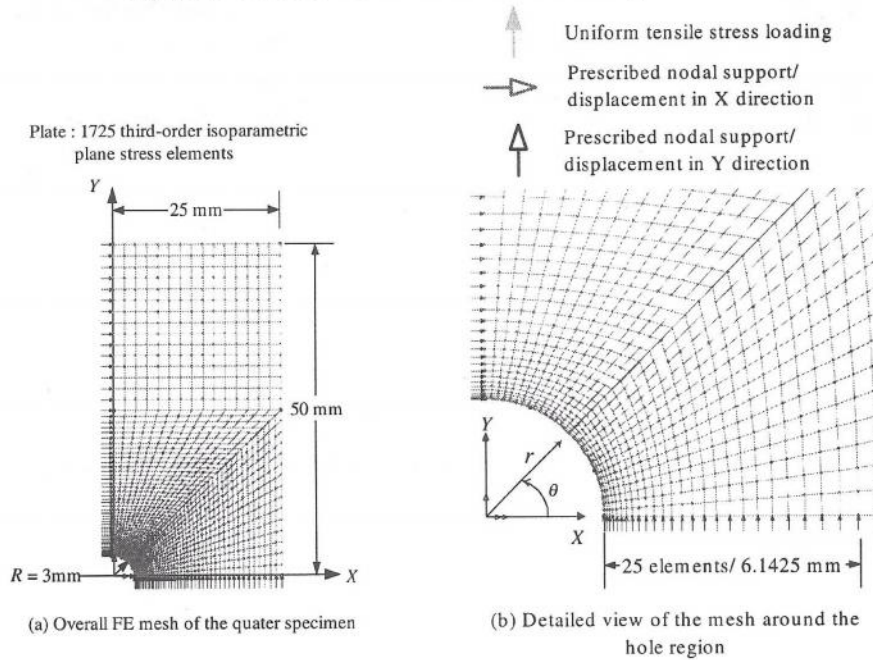 Uniform tensile stress loading
Prescribed nodal support/
displacement in X direction
Prescribed nodal support/
displacement in Y direction
Plate : 1725 third-order isoparametric
plane stress elements
Y
25 mm
50 mm
R = 3mm
X
(a) Overall FE mesh of the quater specimen
Y
r
θ
X
25 elements/ 6.1425 mm
(b) Detailed view of the mesh around the
hole region